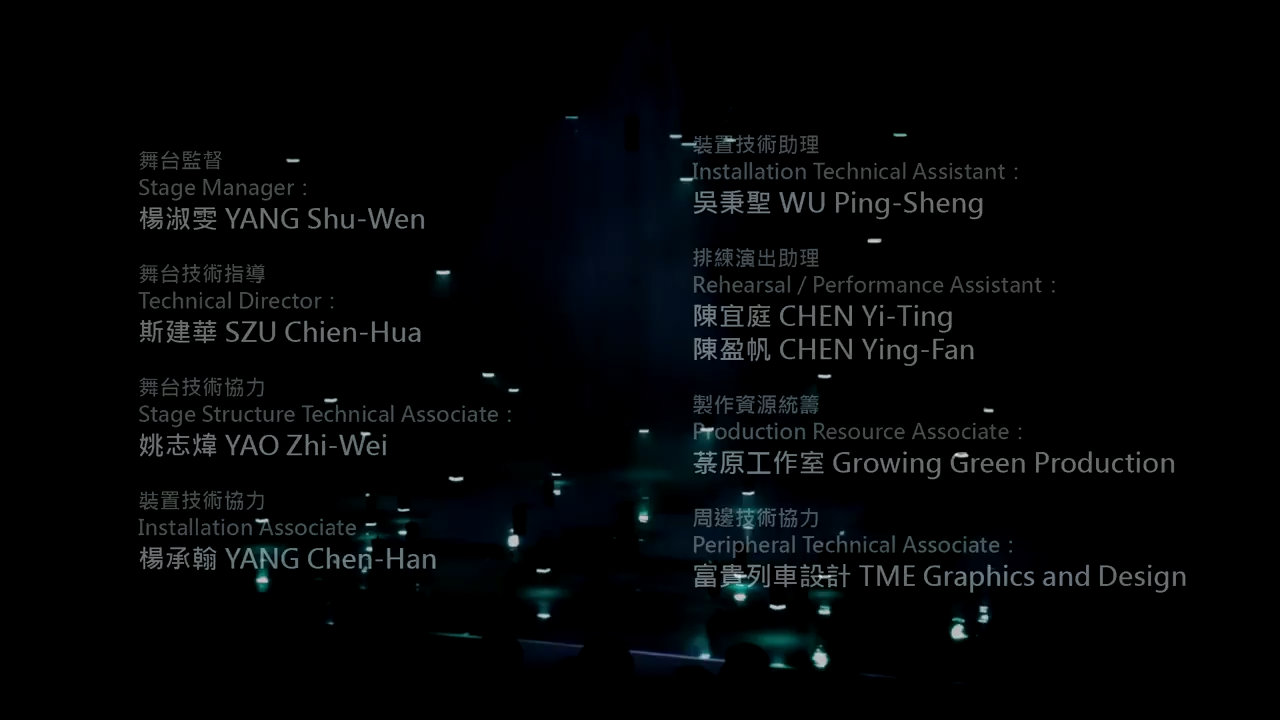 舞台監督
Stage Manager :
楊淑雯 YANG Shu-Wen
舞台技術指導
Technical Director :
斯建華 SZU Chien-Hua
舞台技術協力
Stage Structure Technical Associate :
姚志煒 YAO Zhi-Wei
裝置技術協力
Installation Associate
楊承翰 YANG Chen-Han
裝置技術助理
Installation Technical Assistant :
吳秉聖 WU Ping-Sheng
排練演出助理
Rehearsal / Performance Assistant :
陳宜庭 CHEN Yi-Ting
陳盈帆 CHEN Ying-Fan
製作資源統籌
Production Resource Associate :
菉原工作室 Growing Green Production
周邊技術協力
Peripheral Technical Associate :
富貴列車設計 TME Graphics and Design